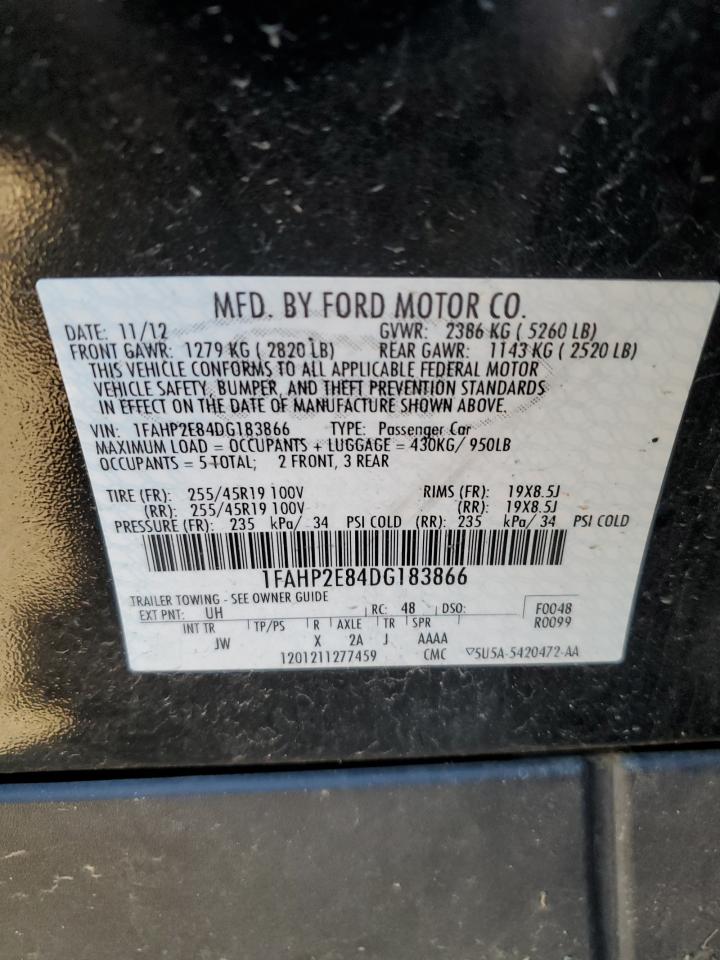 MFD. BY FORD MOTOR CO.
DATE: 11/12 GVWR: 2386 KG ( 5260 LB)
FRONT GAWR: 1279 KG ( 2820 LB) REAR GAWR: 1143 KG ( 2520 LB)
THIS VEHICLE CONFORMS TO ALL APPLICABLE FEDERAL MOTOR
VEHICLE SAFETY, BUMPER, AND THEFT PREVENTION STANDARDS
IN EFFECT ON THE DATE OF MANUFACTURE SHOWN ABOVE.
VIN: 1FAHP2E84DG183866 TYPE: Passenger Car
MAXIMUM LOAD = OCCUPANTS + LUGGAGE = 430KG/ 950LB
OCCUPANTS = 5 TOTAL; 2 FRONT, 3 REAR
TIRE (FR): 255/45R19 100V RIMS (FR): 19X8.5J
(RR): 255/45R19 100V (RR): 19X8.5J
PRESSURE (FR): 235 kPa/ 34 PSI COLD (RR): 235 kPa/ 34 PSI COLD
1FAHP2E84DG183866
TRAILER TOWING - SEE OWNER GUIDE
EXT PNT: UH RC: 48 DSO: F0048
INT TR TP/PS R AXLE TR SPR R0099
JW X 2A J AAAA
1201211277459 CMC ▽5U5A-5420472-AA